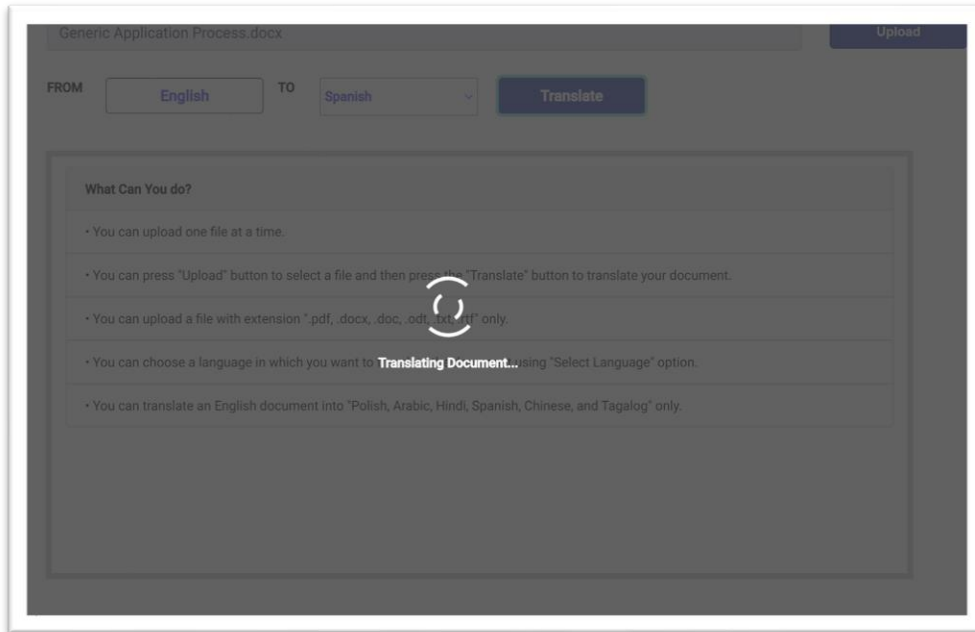 Generic Application Process.docx
Upload
FROM
English
TO
Spanish
Translate
What Can You do?
• You can upload one file at a time.
• You can press "Upload" button to select a file and then press the "Translate" button to translate your document.
• You can upload a file with extension ".pdf, .docx, .doc, .odt, .txt, .rtf" only.
• You can choose a language in which you want to using "Select Language" option.
Translating Document...
• You can translate an English document into "Polish, Arabic, Hindi, Spanish, Chinese, and Tagalog" only.